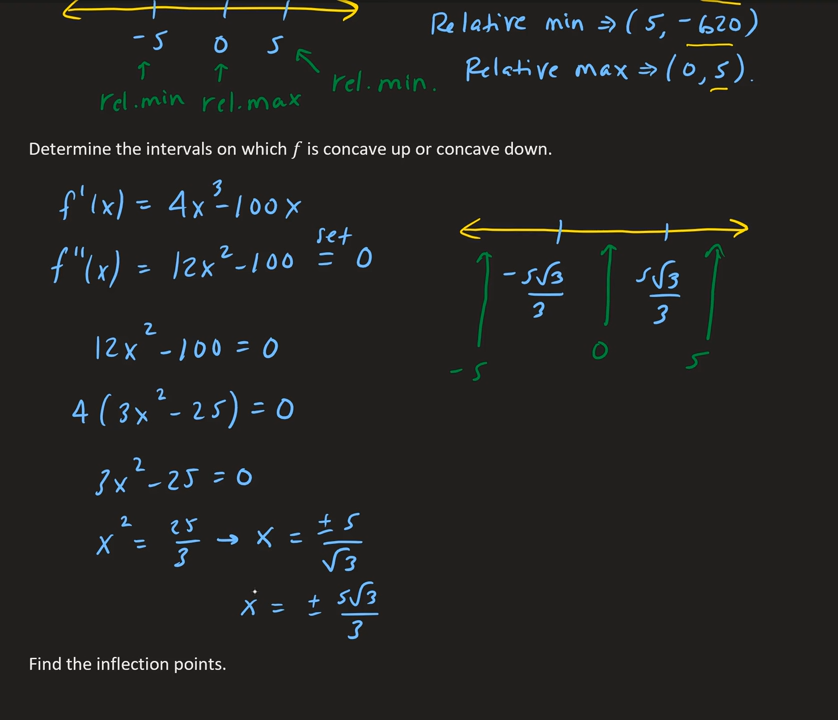 Relative min ⇒ (5, -620)
-5 0 5
Relative max ⇒ (0, 5).
rel.min rel.max rel.min.
Determine the intervals on which f is concave up or concave down.
f'(x) = 4x³-100x
f"(x) = 12x²-100 set = 0
-5√3/3 5√3/3
12x²-100 = 0
-5 0 5
4(3x²-25) = 0
3x²-25 = 0
x² = 25/3 → x = ±5/√3
x = ± 5√3/3
Find the inflection points.